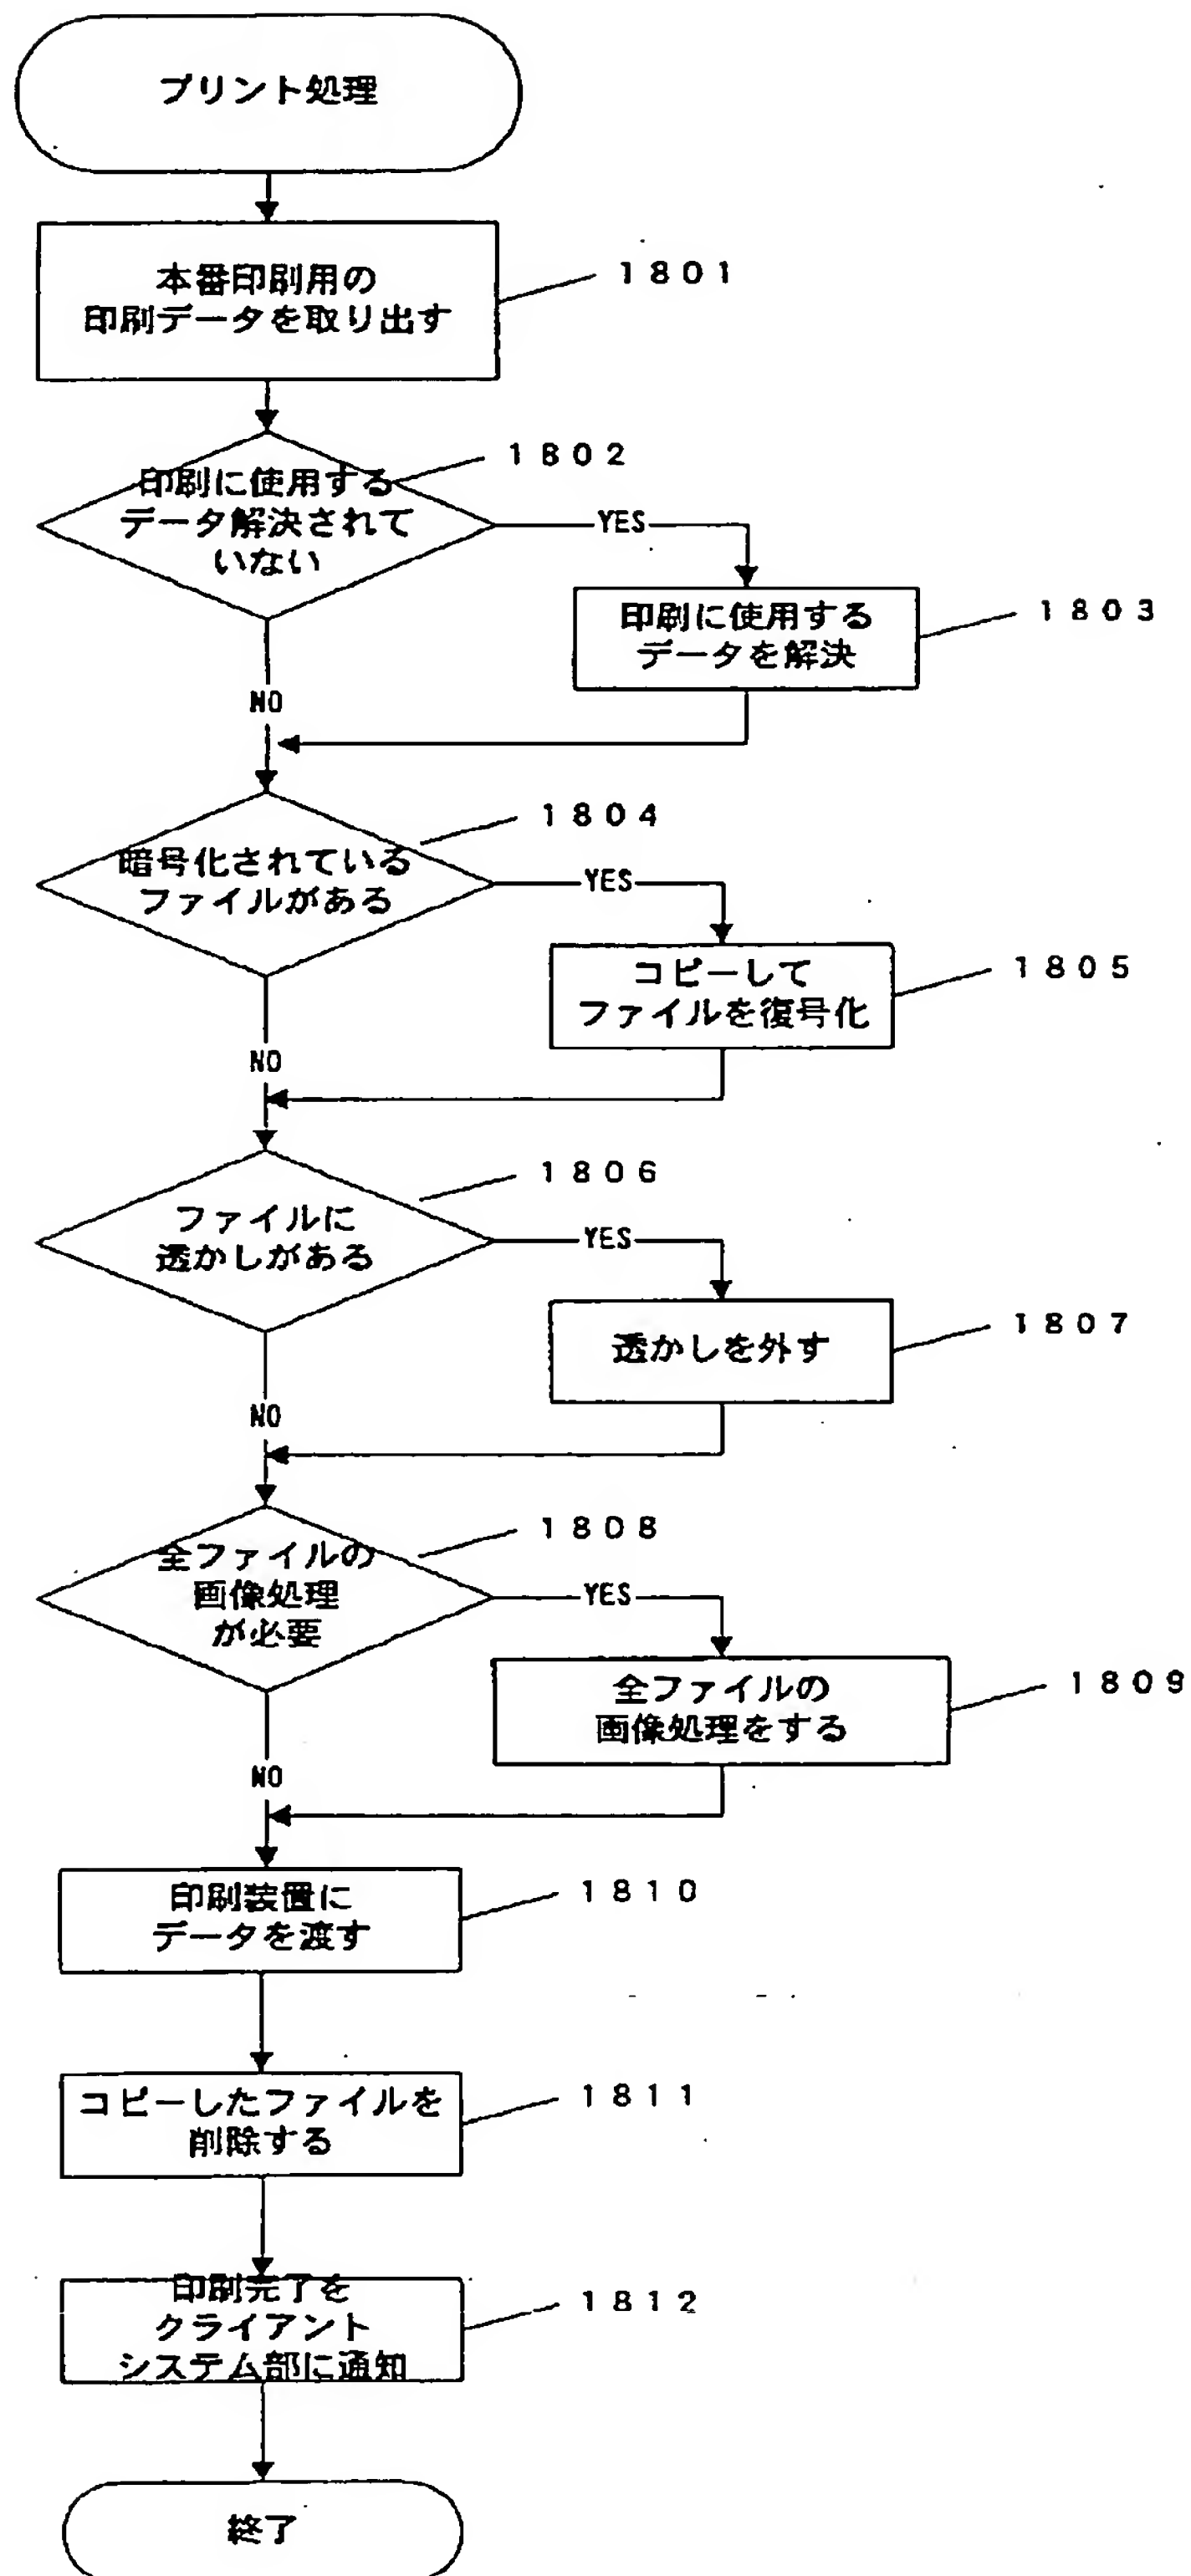 プリント処理
本番印刷用の
印刷データを取り出す
1801
印刷に使用する
データ解決されて
いない
1802
YES
印刷に使用する
データを解決
1803
NO
暗号化されている
ファイルがある
1804
YES
コピーして
ファイルを復号化
1805
NO
ファイルに
透かしがある
1806
YES
透かしを外す
1807
NO
全ファイルの
画像処理
が必要
1808
YES
全ファイルの
画像処理をする
1809
NO
印刷装置に
データを渡す
1810
コピーしたファイルを
削除する
1811
印刷完了を
クライアント
システム部に通知
1812
終了